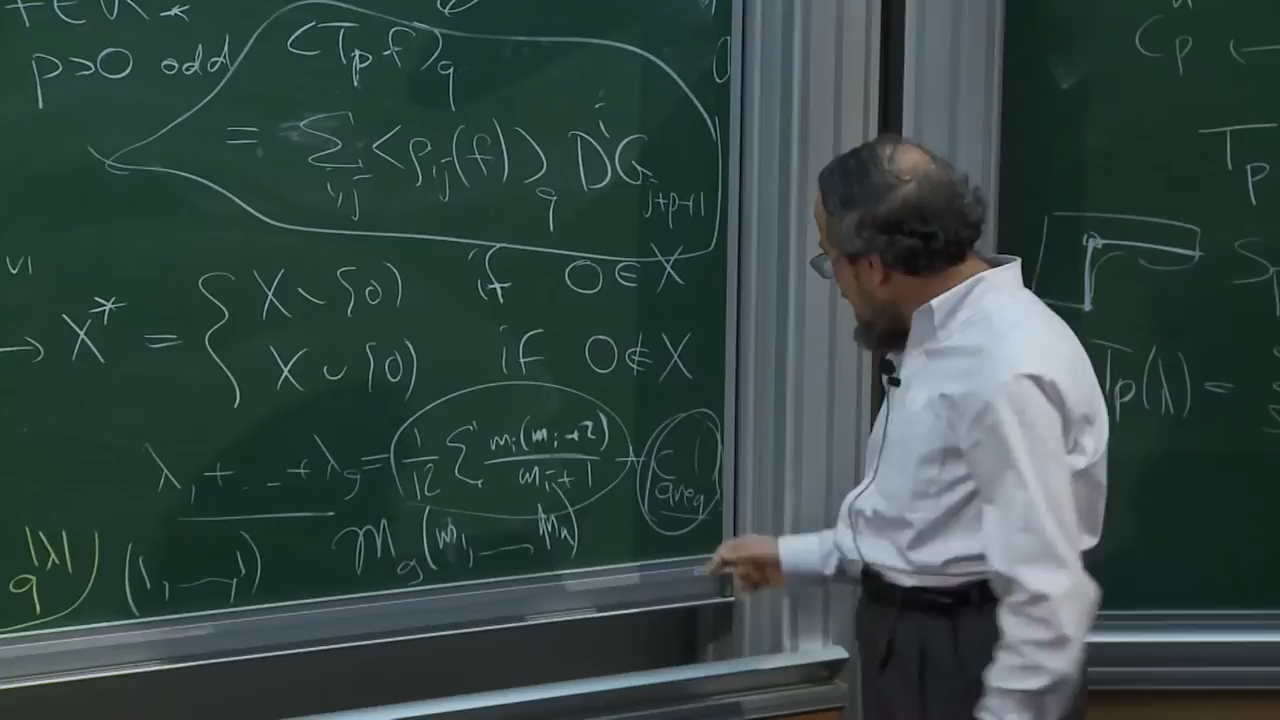 p>0 odd (T_p f)_q
= Σ_{i,j} <ρ_{ij}(f)>_q D^i G_{j+p+1}
→ X^* = { X \ {0} if 0 ∈ X
X ∪ {0} if 0 ∉ X
λ_1 + ... + λ_g = 1/12 Σ m_i(m_i+2)/(m_i+1) + c area
q^{|λ|} (1, — 1) M_g(m_1, — m_n)
C_p ←
T_p
T_p(λ) =